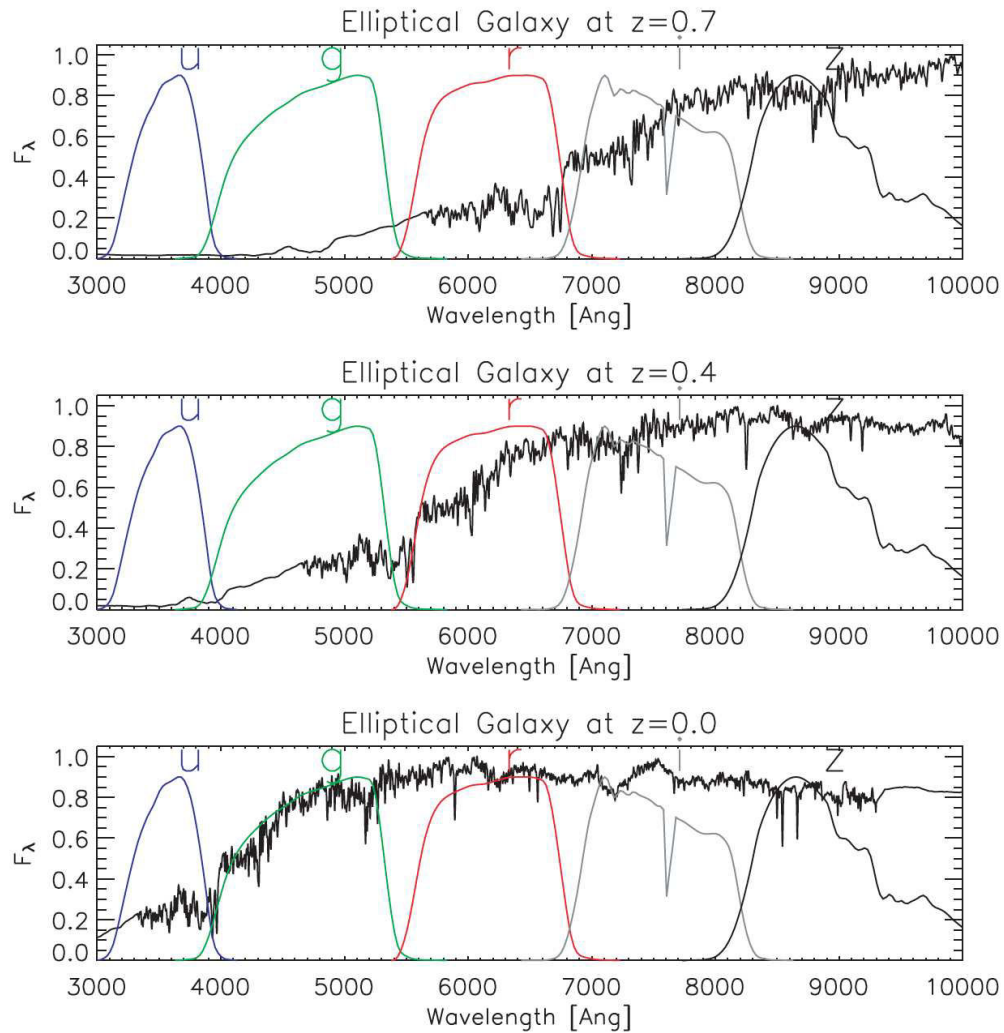 Elliptical Galaxy at z=0.7
u g r i z
1.0
0.8
0.6
0.4
0.2
0.0
Fλ
3000 4000 5000 6000 7000 8000 9000 10000
Wavelength [Ang]
Elliptical Galaxy at z=0.4
u g r i z
1.0
0.8
0.6
0.4
0.2
0.0
Fλ
3000 4000 5000 6000 7000 8000 9000 10000
Wavelength [Ang]
Elliptical Galaxy at z=0.0
u g r i z
1.0
0.8
0.6
0.4
0.2
0.0
Fλ
3000 4000 5000 6000 7000 8000 9000 10000
Wavelength [Ang]